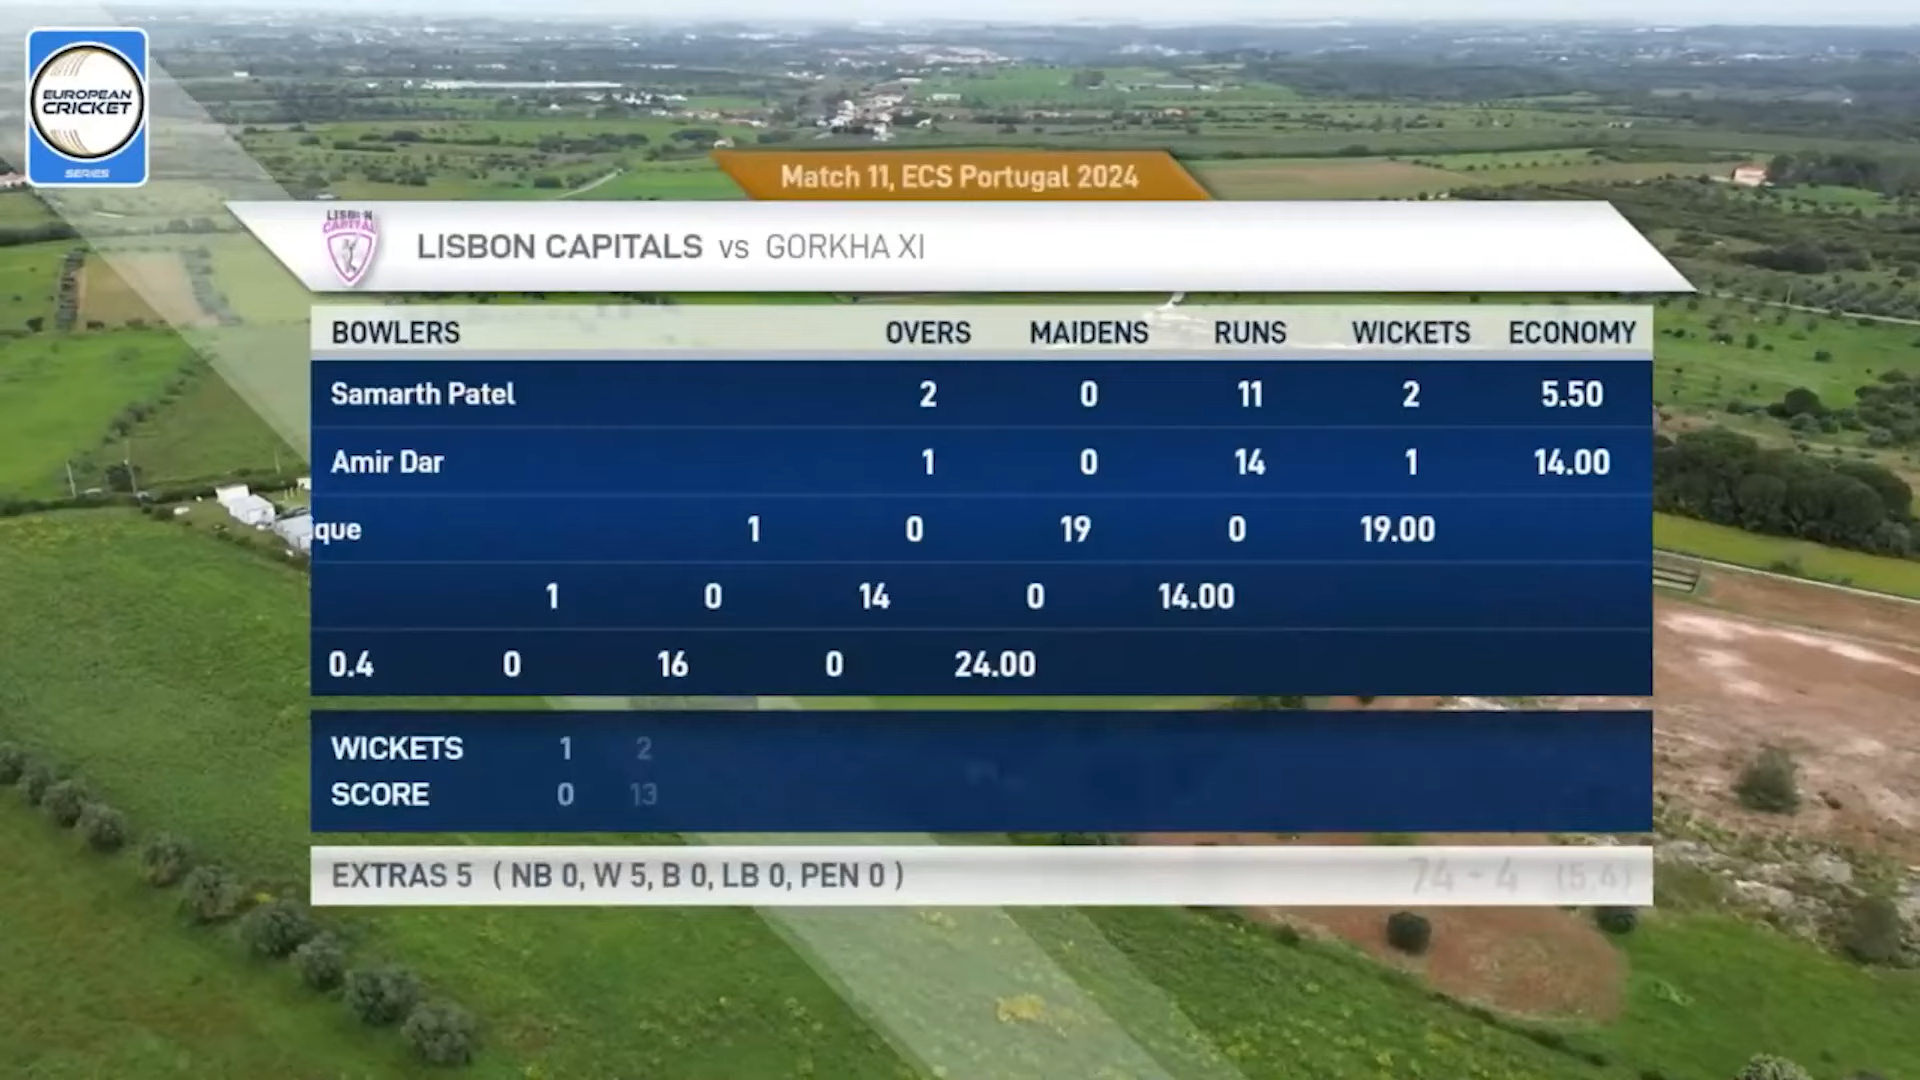 EUROPEAN
CRICKET
SERIES
Match 11, ECS Portugal 2024
LISBON
CAPITAL
LISBON CAPITALS vs GORKHA XI
BOWLERS OVERS MAIDENS RUNS WICKETS ECONOMY
Samarth Patel 2 0 11 2 5.50
Amir Dar 1 0 14 1 14.00
ique 1 0 19 0 19.00
1 0 14 0 14.00
0.4 0 16 0 24.00
WICKETS 1 2
SCORE 0 13
EXTRAS 5 ( NB 0, W 5, B 0, LB 0, PEN 0 ) 74 - 4 (5.4)